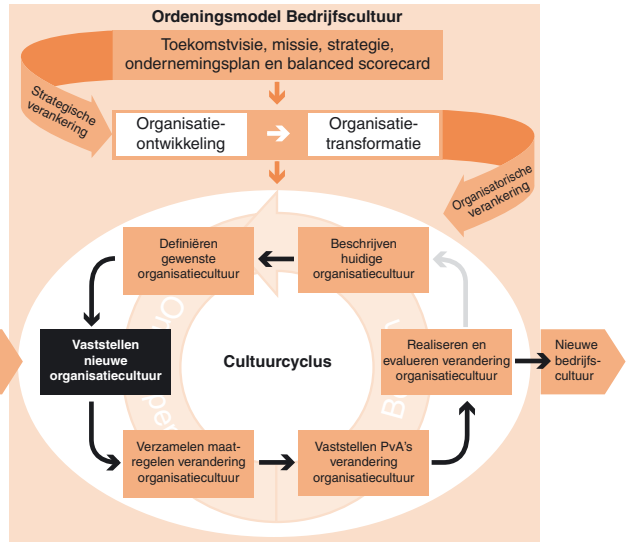 Ordeningsmodel Bedrijfscultuur
Toekomstvisie, missie, strategie,
ondernemingsplan en balanced scorecard
Strategische
verankering
Organisatie-
ontwikkeling
Organisatie-
transformatie
Organisatorische
verankering
Definiëren
gewenste
organisatiecultuur
Beschrijven
huidige
organisatiecultuur
Vaststellen
nieuwe
organisatiecultuur
Cultuurcyclus
Realiseren en
evalueren verandering
organisatiecultuur
Nieuwe
bedrijfs-
cultuur
Verzamelen maat-
regelen verandering
organisatiecultuur
Vaststellen PvA's
verandering
organisatiecultuur